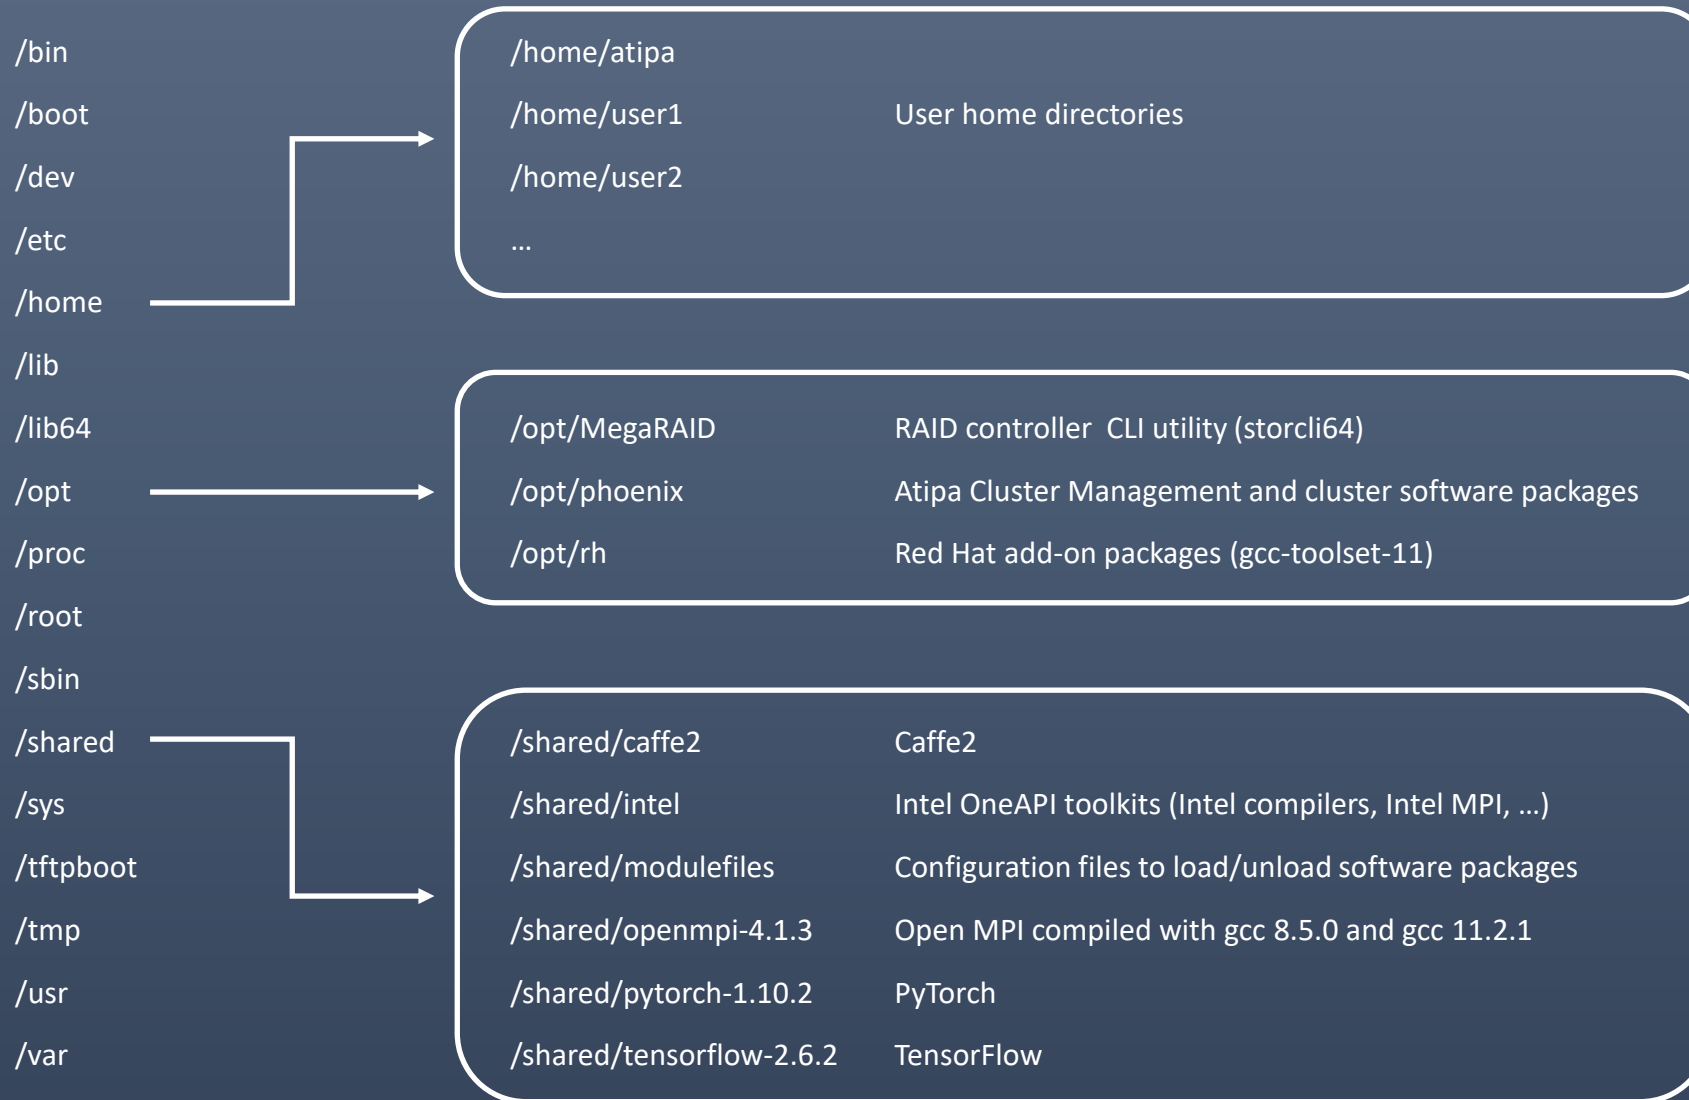 /bin
/boot
/dev
/etc
/home
/lib
/lib64
/opt
/proc
/root
/sbin
/shared
/sys
/tftpboot
/tmp
/usr
/var
/home/atipa
/home/user1 User home directories
/home/user2
...
/opt/MegaRAID RAID controller  CLI utility (storcli64)
/opt/phoenix Atipa Cluster Management and cluster software packages
/opt/rh Red Hat add-on packages (gcc-toolset-11)
/shared/caffe2 Caffe2
/shared/intel Intel OneAPI toolkits (Intel compilers, Intel MPI, ...)
/shared/modulefiles Configuration files to load/unload software packages
/shared/openmpi-4.1.3 Open MPI compiled with gcc 8.5.0 and gcc 11.2.1
/shared/pytorch-1.10.2 PyTorch
/shared/tensorflow-2.6.2 TensorFlow